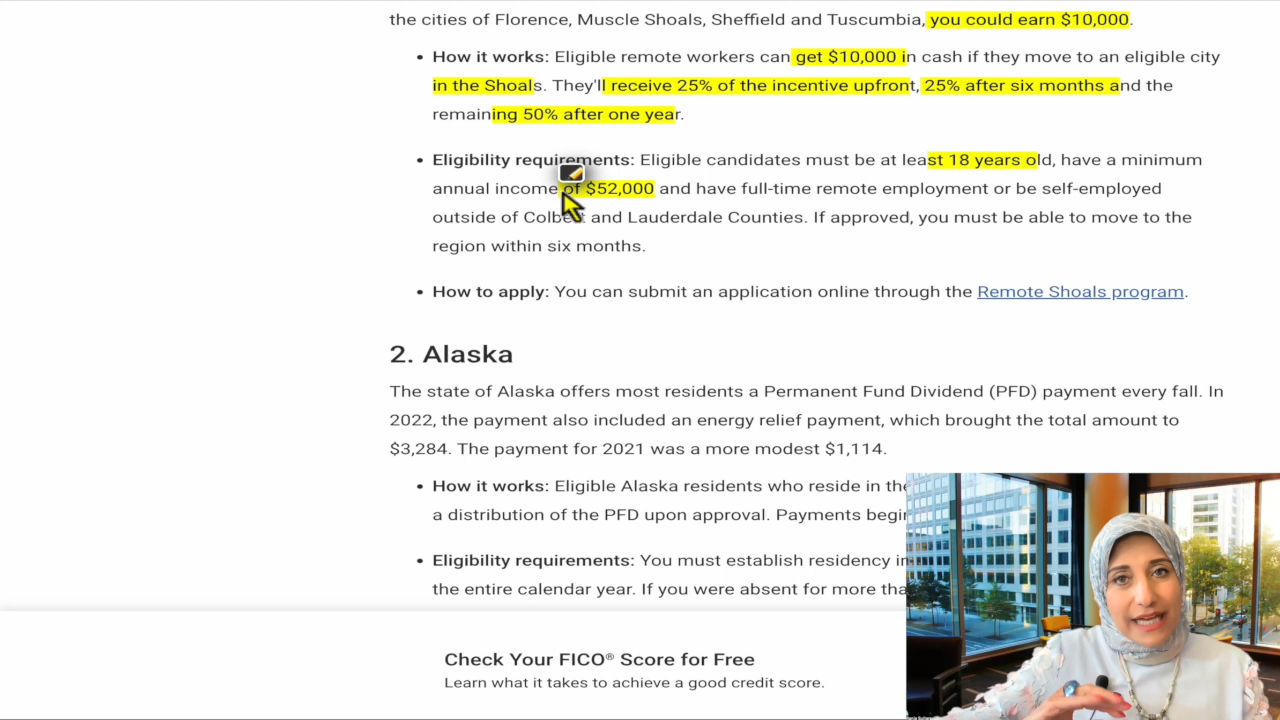 the cities of Florence, Muscle Shoals, Sheffield and Tuscumbia, you could earn $10,000.
• How it works: Eligible remote workers can get $10,000 in cash if they move to an eligible city
in the Shoals. They'll receive 25% of the incentive upfront, 25% after six months and the
remaining 50% after one year.
• Eligibility requirements: Eligible candidates must be at least 18 years old, have a minimum
annual income of $52,000 and have full-time remote employment or be self-employed
outside of Colbert and Lauderdale Counties. If approved, you must be able to move to the
region within six months.
• How to apply: You can submit an application online through the Remote Shoals program.
2. Alaska
The state of Alaska offers most residents a Permanent Fund Dividend (PFD) payment every fall. In
2022, the payment also included an energy relief payment, which brought the total amount to
$3,284. The payment for 2021 was a more modest $1,114.
• How it works: Eligible Alaska residents who reside in the
a distribution of the PFD upon approval. Payments begin
• Eligibility requirements: You must establish residency in
the entire calendar year. If you were absent for more
Check Your FICO® Score for Free
Learn what it takes to achieve a good credit score.